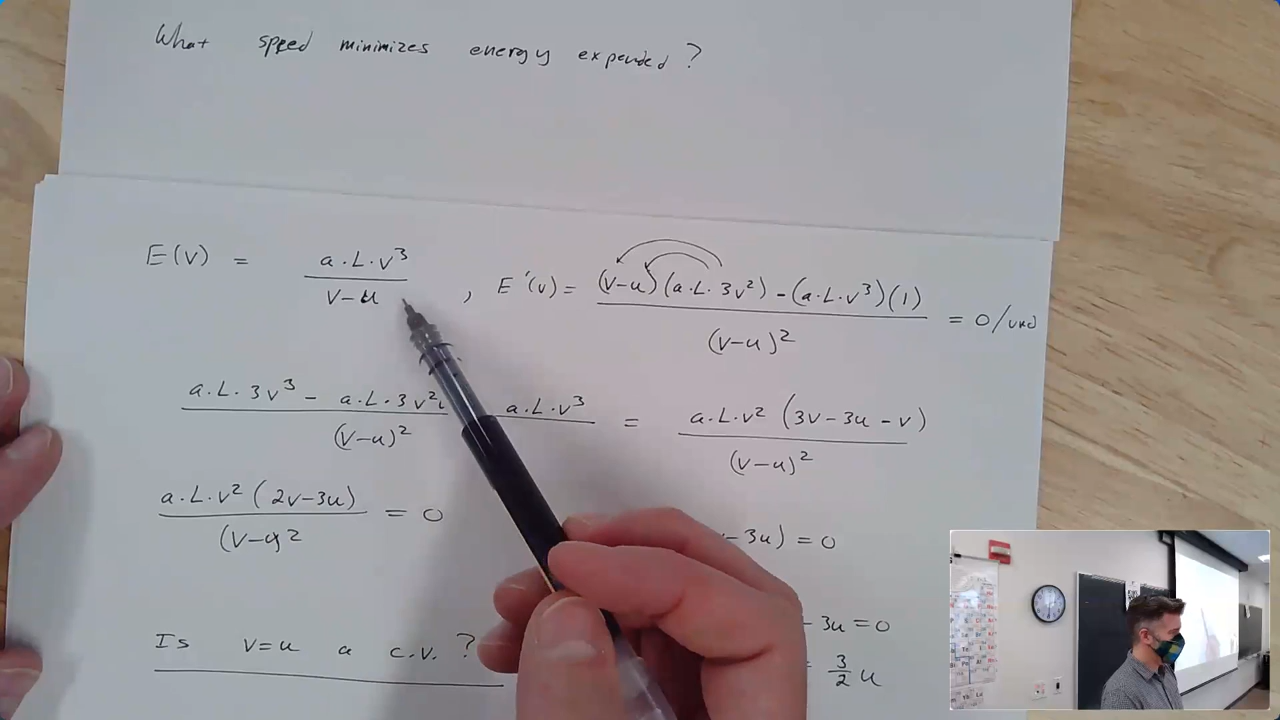 What speed minimizes energy expended ?
E(v) = a·L·v³ / v-u , E'(v) = (v-u)(a·L·3v²) - (a·L·v³)(1) / (v-u)² = 0/und
a·L·3v³ - a·L·3v² a·L·v³ / (v-u)² = a·L·v² (3v-3u-v) / (v-u)²
a·L·v² (2v-3u) / (v-u)² = 0
-3u) = 0
Is v=u a c.v. ?
3u = 0
= 3/2 u